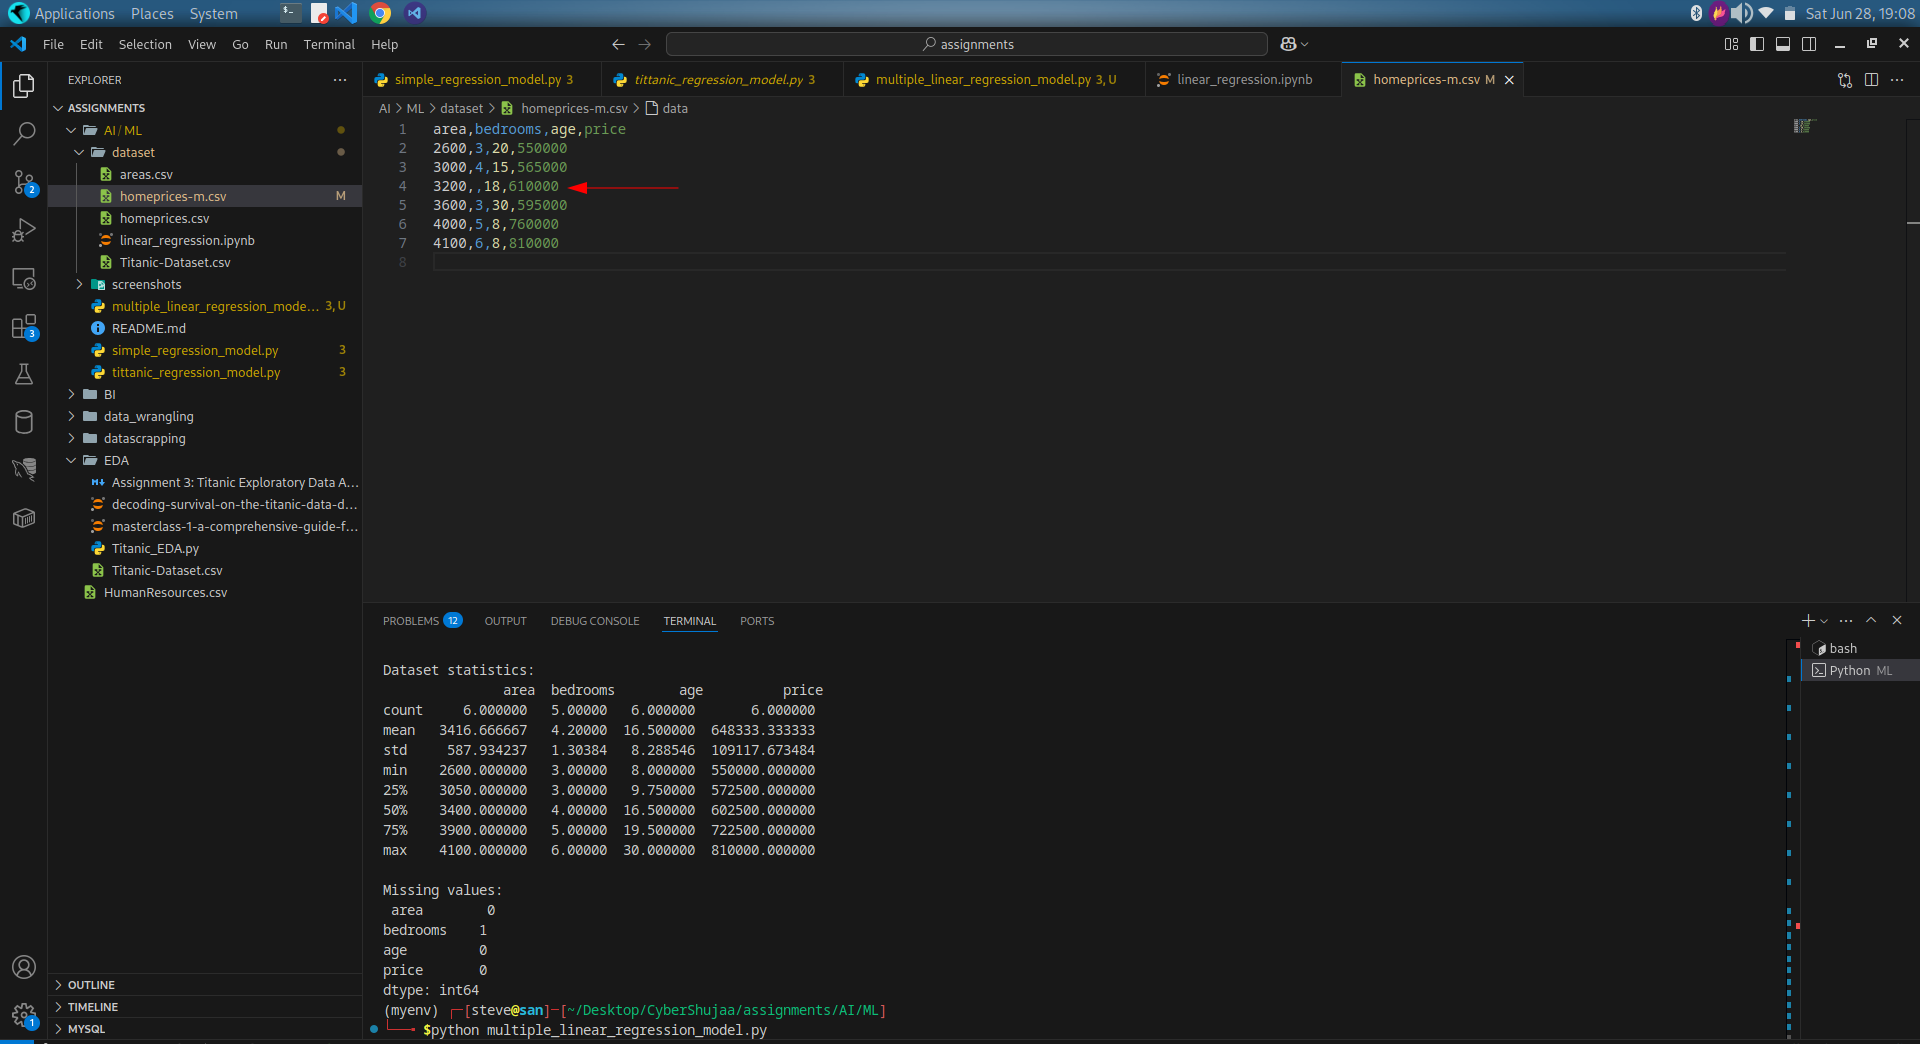 Applications Places System
Sat Jun 28, 19:08
File Edit Selection View Go Run Terminal Help
assignments
EXPLORER
ASSIGNMENTS
AI / ML
dataset
areas.csv
homeprices-m.csv M
homeprices.csv
linear_regression.ipynb
Titanic-Dataset.csv
screenshots
multiple_linear_regression_mode... 3, U
README.md
simple_regression_model.py 3
tittanic_regression_model.py 3
BI
data_wrangling
datascrapping
EDA
Assignment 3: Titanic Exploratory Data A...
decoding-survival-on-the-titanic-data-d...
masterclass-1-a-comprehensive-guide-f...
Titanic_EDA.py
Titanic-Dataset.csv
HumanResources.csv
OUTLINE
TIMELINE
MYSQL
2
3
1
simple_regression_model.py 3
tittanic_regression_model.py 3
multiple_linear_regression_model.py 3, U
linear_regression.ipynb
homeprices-m.csv M
AI > ML > dataset > homeprices-m.csv > data
1 area,bedrooms,age,price
2 2600,3,20,550000
3 3000,4,15,565000
4 3200,,18,610000
5 3600,3,30,595000
6 4000,5,8,760000
7 4100,6,8,810000
8
PROBLEMS 12 OUTPUT DEBUG CONSOLE TERMINAL PORTS
bash
Python ML
Dataset statistics:
area bedrooms age price
count 6.000000 5.00000 6.000000 6.000000
mean 3416.666667 4.20000 16.500000 648333.333333
std 587.934237 1.30384 8.288546 109117.673484
min 2600.000000 3.00000 8.000000 550000.000000
25% 3050.000000 3.00000 9.750000 572500.000000
50% 3400.000000 4.00000 16.500000 602500.000000
75% 3900.000000 5.00000 19.500000 722500.000000
max 4100.000000 6.00000 30.000000 810000.000000
Missing values:
area 0
bedrooms 1
age 0
price 0
dtype: int64
(myenv) ┌─[steve@san]─[~/Desktop/CyberShujaa/assignments/AI/ML]
└──╼ $python multiple_linear_regression_model.py